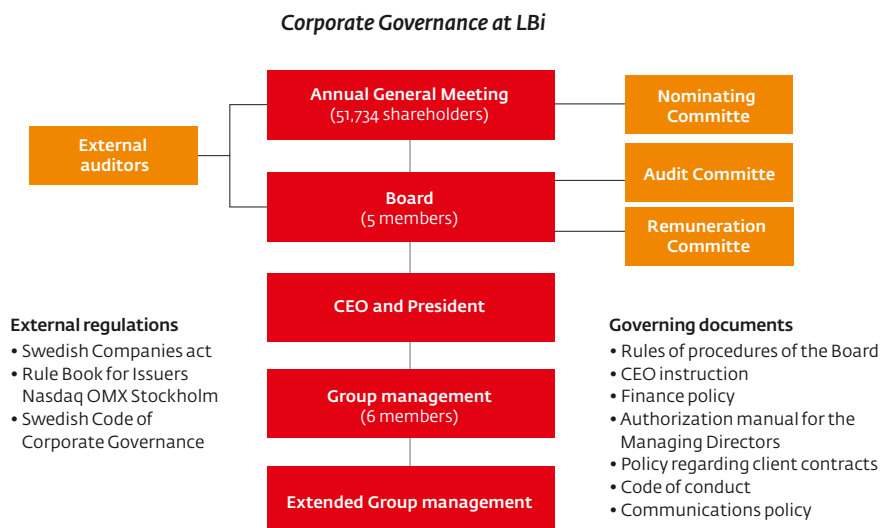 Corporate Governance at LBi
Annual General Meeting
(51,734 shareholders)
Nominating
Committe
External
auditors
Audit Committe
Board
(5 members)
Remuneration
Committe
CEO and President
External regulations
• Swedish Companies act
• Rule Book for Issuers
Nasdaq OMX Stockholm
• Swedish Code of
Corporate Governance
Group management
(6 members)
Extended Group management
Governing documents
• Rules of procedures of the Board
• CEO instruction
• Finance policy
• Authorization manual for the
Managing Directors
• Policy regarding client contracts
• Code of conduct
• Communications policy